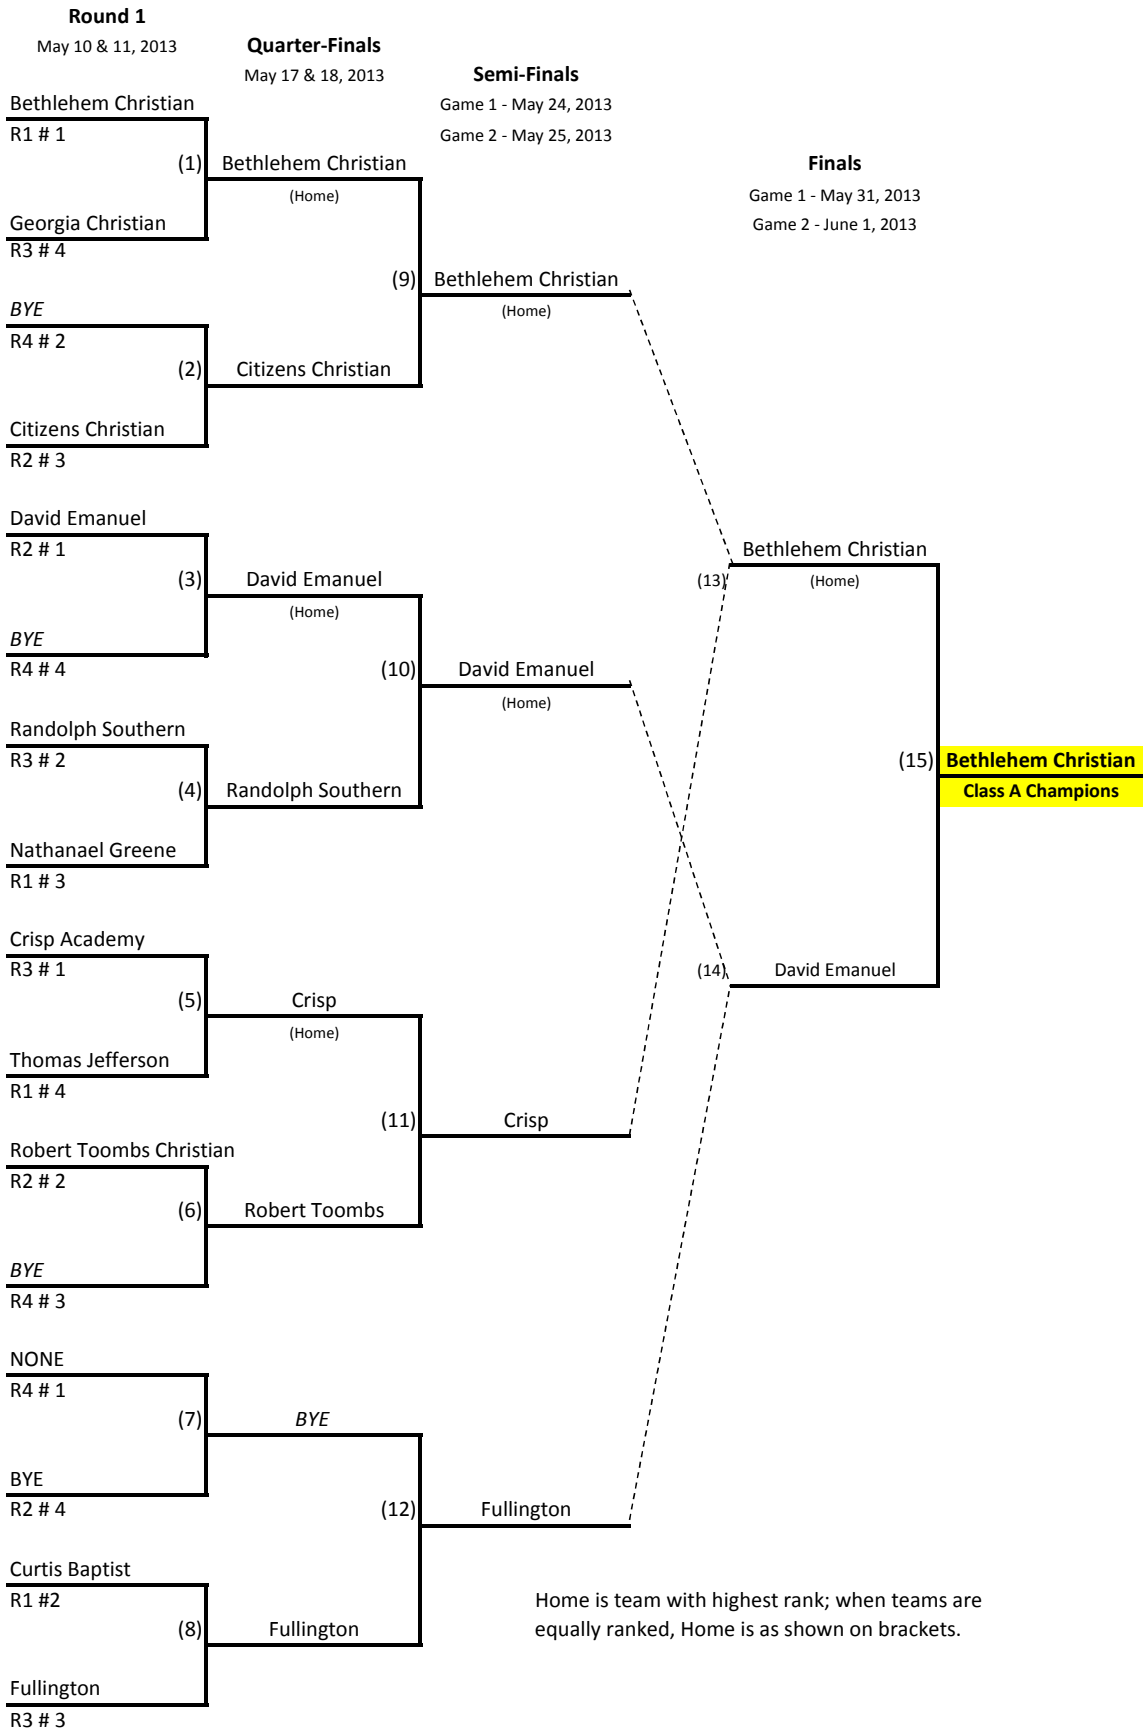 Round 1
May 10 & 11, 2013
Quarter-Finals
May 17 & 18, 2013
Semi-Finals
Game 1 - May 24, 2013
Game 2 - May 25, 2013
Finals
Game 1 - May 31, 2013
Game 2 - June 1, 2013
Bethlehem Christian
R1 # 1
(1) Bethlehem Christian
(Home)
Georgia Christian
R3 # 4
(9) Bethlehem Christian
(Home)
BYE
R4 # 2
(2) Citizens Christian
Citizens Christian
R2 # 3
David Emanuel
R2 # 1
(3) David Emanuel
(Home)
BYE
R4 # 4
(10) David Emanuel
(Home)
Randolph Southern
R3 # 2
(4) Randolph Southern
Nathanael Greene
R1 # 3
(13) Bethlehem Christian
(Home)
(15) Bethlehem Christian
Class A Champions
(14) David Emanuel
Crisp Academy
R3 # 1
(5) Crisp
(Home)
Thomas Jefferson
R1 # 4
(11) Crisp
Robert Toombs Christian
R2 # 2
(6) Robert Toombs
BYE
R4 # 3
NONE
R4 # 1
(7) BYE
BYE
R2 # 4
(12) Fullington
Curtis Baptist
R1 #2
(8) Fullington
Fullington
R3 # 3
Home is team with highest rank; when teams are
equally ranked, Home is as shown on brackets.